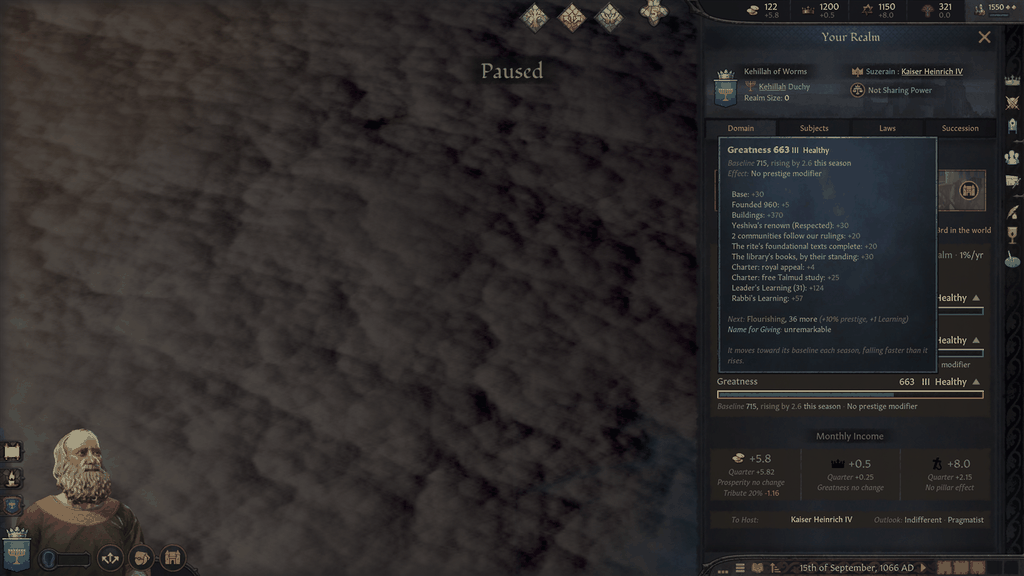 122
+5.8
1200
+0.5
1150
+8.0
321
0.0
1550
Your Realm
Paused
Kehillah of Worms
Kehillah Duchy
Realm Size: 0
Suzerain : Kaiser Heinrich IV
Not Sharing Power
Domain
Subjects
Laws
Succession
Greatness 663 III Healthy
Baseline 715, rising by 2.6 this season
Effect: No prestige modifier
Base: +30
Founded 960: +5
Buildings: +370
Yeshiva's renown (Respected): +30
2 communities follow our rulings: +20
The rite's foundational texts complete: +20
The library's books, by their standing: +30
Charter: royal appeal: +4
Charter: free Talmud study: +25
Leader's Learning (31): +124
Rabbi's Learning: +57
Next: Flourishing, 36 more (+10% prestige, +1 Learning)
Name for Giving: unremarkable
It moves toward its baseline each season, falling faster than it
rises.
3rd in the world
alm · 1%/yr
Healthy
Healthy
modifier
Greatness
663 III Healthy
Baseline 715, rising by 2.6 this season · No prestige modifier
Monthly Income
+5.8
Quarter +5.82
Prosperity no change
Tribute 20% -1.16
+0.5
Quarter +0.25
Greatness no change
+8.0
Quarter +2.15
No pillar effect
To Host:
Kaiser Heinrich IV
Outlook: Indifferent · Pragmatist
15th of September, 1066 AD